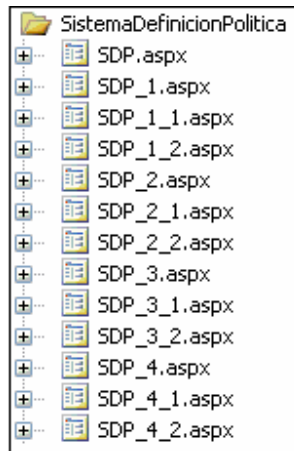 SistemaDefinicionPolitica
SDP.aspx
SDP_1.aspx
SDP_1_1.aspx
SDP_1_2.aspx
SDP_2.aspx
SDP_2_1.aspx
SDP_2_2.aspx
SDP_3.aspx
SDP_3_1.aspx
SDP_3_2.aspx
SDP_4.aspx
SDP_4_1.aspx
SDP_4_2.aspx